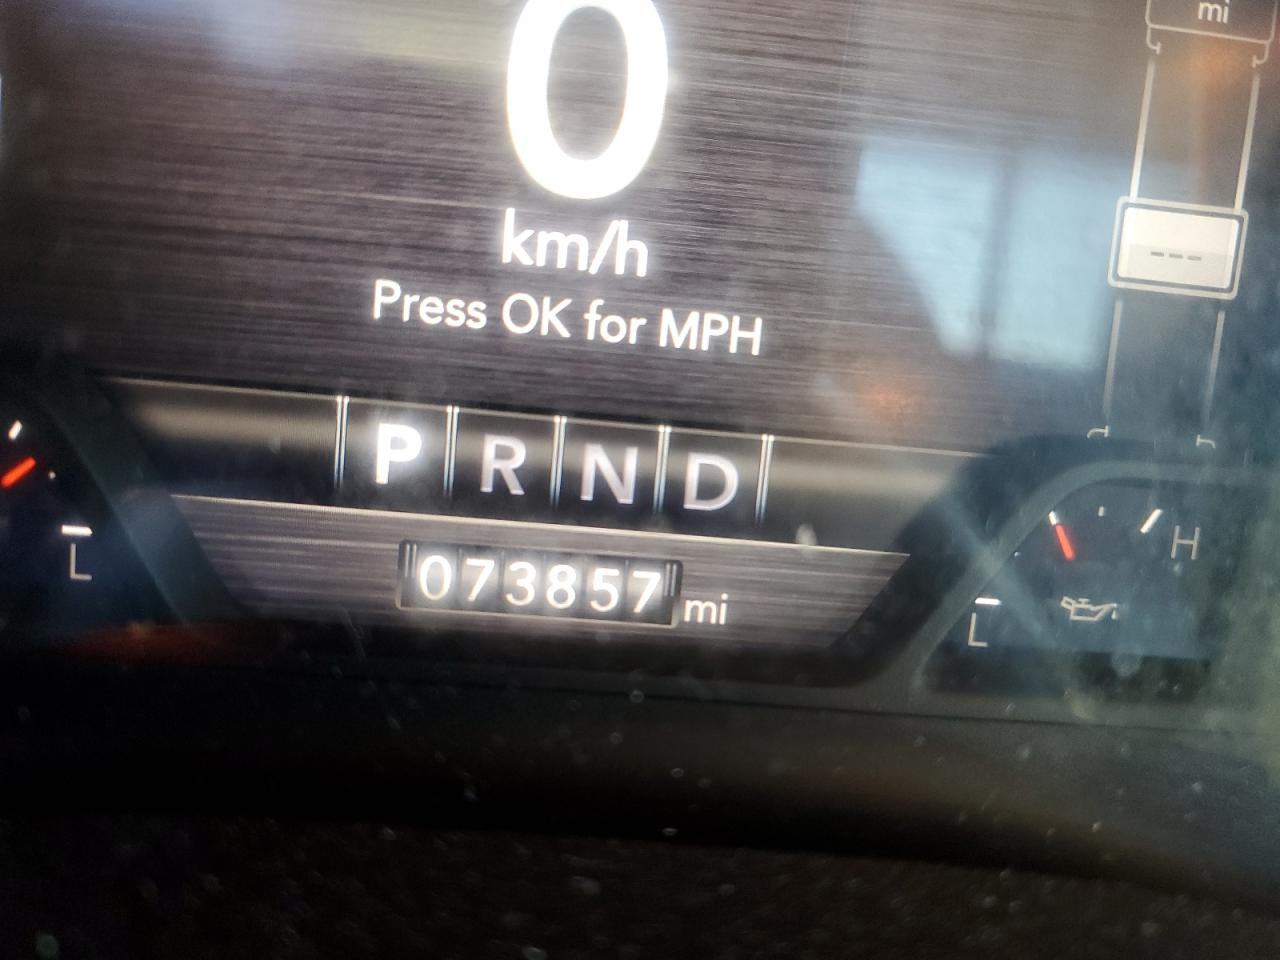 mi
0
km/h
Press OK for MPH
---
P R N D
L
H
073857 mi
L